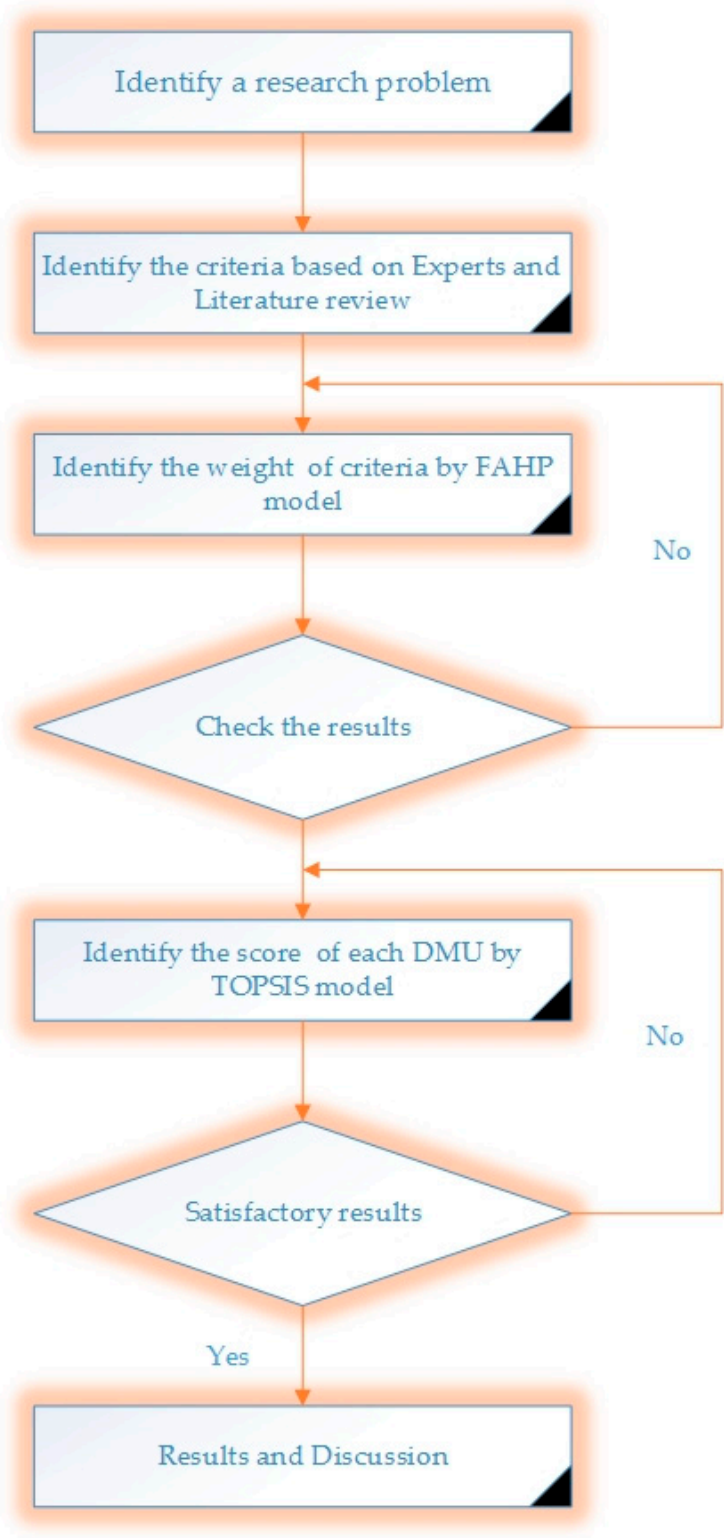 Identify a research problem
Identify the criteria based on Experts and
Literature review
Identify the weight of criteria by FAHP
model
No
Check the results
Identify the score of each DMU by
TOPSIS model
No
Satisfactory results
Yes
Results and Discussion